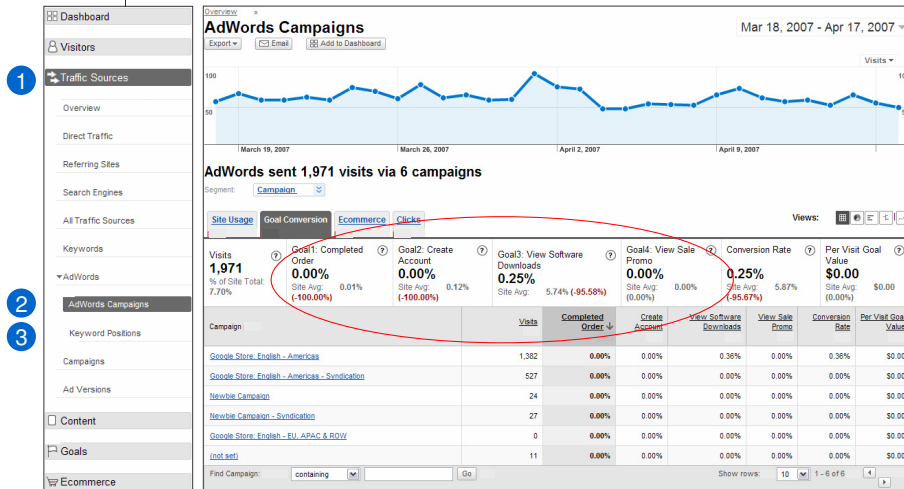 Dashboard
Visitors
1
Traffic Sources
Overview
Direct Traffic
Referring Sites
Search Engines
All Traffic Sources
Keywords
AdWords
2
AdWords Campaigns
3
Keyword Positions
Campaigns
Ad Versions
Content
Goals
Ecommerce
Overview »
AdWords Campaigns
Mar 18, 2007 - Apr 17, 2007
Export Email Add to Dashboard
Visits
100 10
50 5
March 19, 2007 March 26, 2007 April 2, 2007 April 9, 2007
AdWords sent 1,971 visits via 6 campaigns
Segment: Campaign
Site Usage Goal Conversion Ecommerce Clicks Views:
Visits ?
1,971
% of Site Total:
7.70%
Goal1: Completed ?
Order
0.00%
Site Avg: 0.01%
(-100.00%)
Goal2: Create ?
Account
0.00%
Site Avg: 0.12%
(-100.00%)
Goal3: View Software ?
Downloads
0.25%
Site Avg: 5.74% (-95.58%)
Goal4: View Sale ?
Promo
0.00%
Site Avg: 0.00%
(0.00%)
Conversion Rate ?
0.25%
Site Avg: 5.87%
(-95.67%)
Per Visit Goal ?
Value
$0.00
Site Avg: $0.00
(0.00%)
Campaign Visits Completed Order Create Account View Software Downloads View Sale Promo Conversion Rate Per Visit Goal Value
Google Store: English - Americas 1,382 0.00% 0.00% 0.36% 0.00% 0.36% $0.00
Google Store: English - Americas - Syndication 527 0.00% 0.00% 0.00% 0.00% 0.00% $0.00
Newbie Campaign 24 0.00% 0.00% 0.00% 0.00% 0.00% $0.00
Newbie Campaign - Syndication 27 0.00% 0.00% 0.00% 0.00% 0.00% $0.00
Google Store: English - EU, APAC & ROW 0 0.00% 0.00% 0.00% 0.00% 0.00% $0.00
(not set) 11 0.00% 0.00% 0.00% 0.00% 0.00% $0.00
Find Campaign: containing Go Show rows: 10 1 - 6 of 6